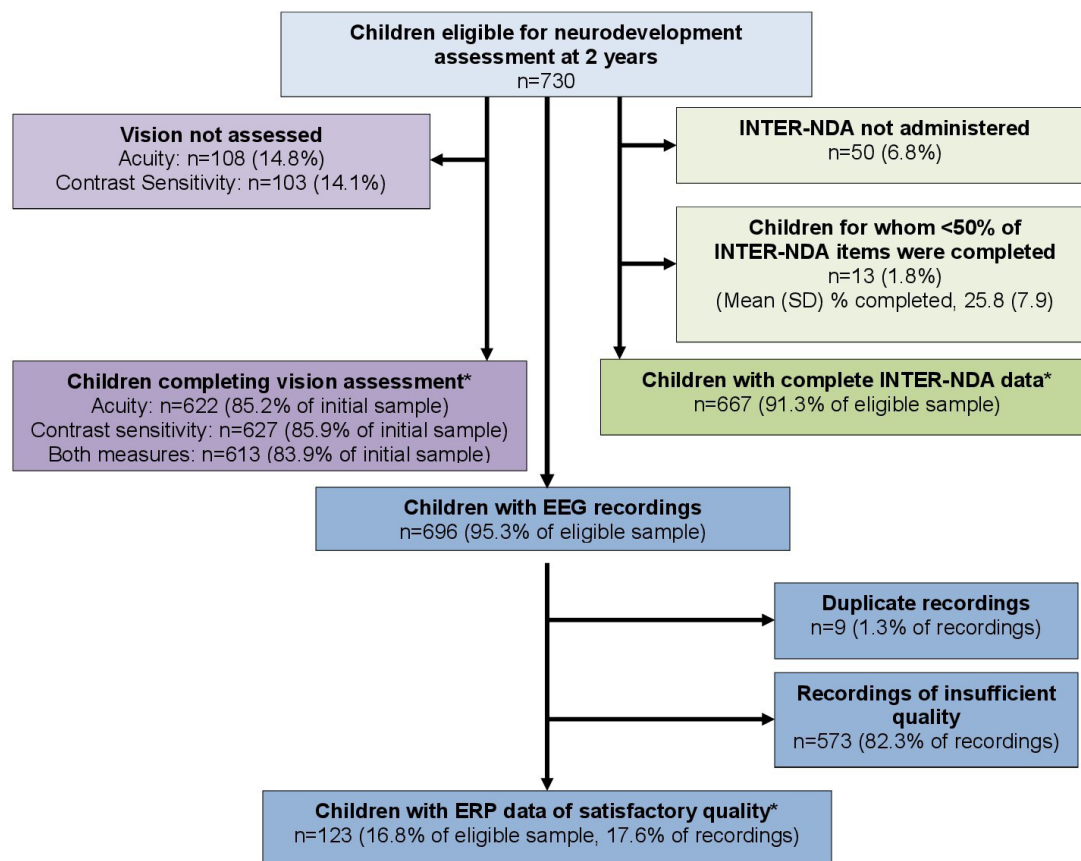 Children eligible for neurodevelopment
assessment at 2 years
n=730
Vision not assessed
Acuity: n=108 (14.8%)
Contrast Sensitivity: n=103 (14.1%)
INTER-NDA not administered
n=50 (6.8%)
Children for whom <50% of
INTER-NDA items were completed
n=13 (1.8%)
(Mean (SD) % completed, 25.8 (7.9)
Children completing vision assessment*
Acuity: n=622 (85.2% of initial sample)
Contrast sensitivity: n=627 (85.9% of initial sample)
Both measures: n=613 (83.9% of initial sample)
Children with complete INTER-NDA data*
n=667 (91.3% of eligible sample)
Children with EEG recordings
n=696 (95.3% of eligible sample)
Duplicate recordings
n=9 (1.3% of recordings)
Recordings of insufficient
quality
n=573 (82.3% of recordings)
Children with ERP data of satisfactory quality*
n=123 (16.8% of eligible sample, 17.6% of recordings)